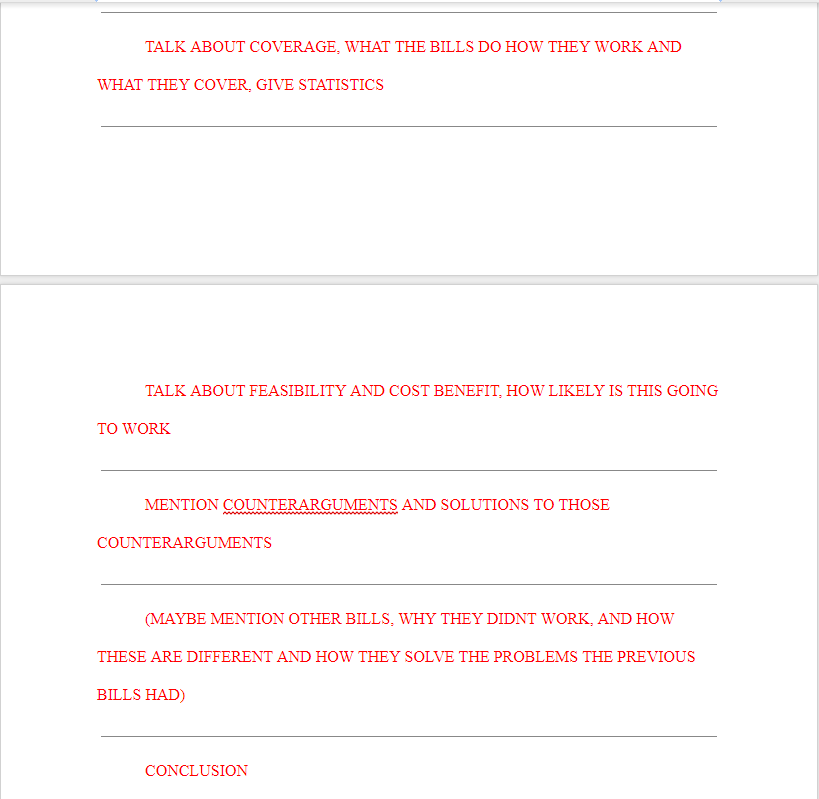 TALK ABOUT COVERAGE, WHAT THE BILLS DO HOW THEY WORK AND
WHAT THEY COVER, GIVE STATISTICS
TALK ABOUT FEASIBILITY AND COST BENEFIT, HOW LIKELY IS THIS GOING
TO WORK
MENTION COUNTERARGUMENTS AND SOLUTIONS TO THOSE
COUNTERARGUMENTS
(MAYBE MENTION OTHER BILLS, WHY THEY DIDNT WORK, AND HOW
THESE ARE DIFFERENT AND HOW THEY SOLVE THE PROBLEMS THE PREVIOUS
BILLS HAD)
CONCLUSION